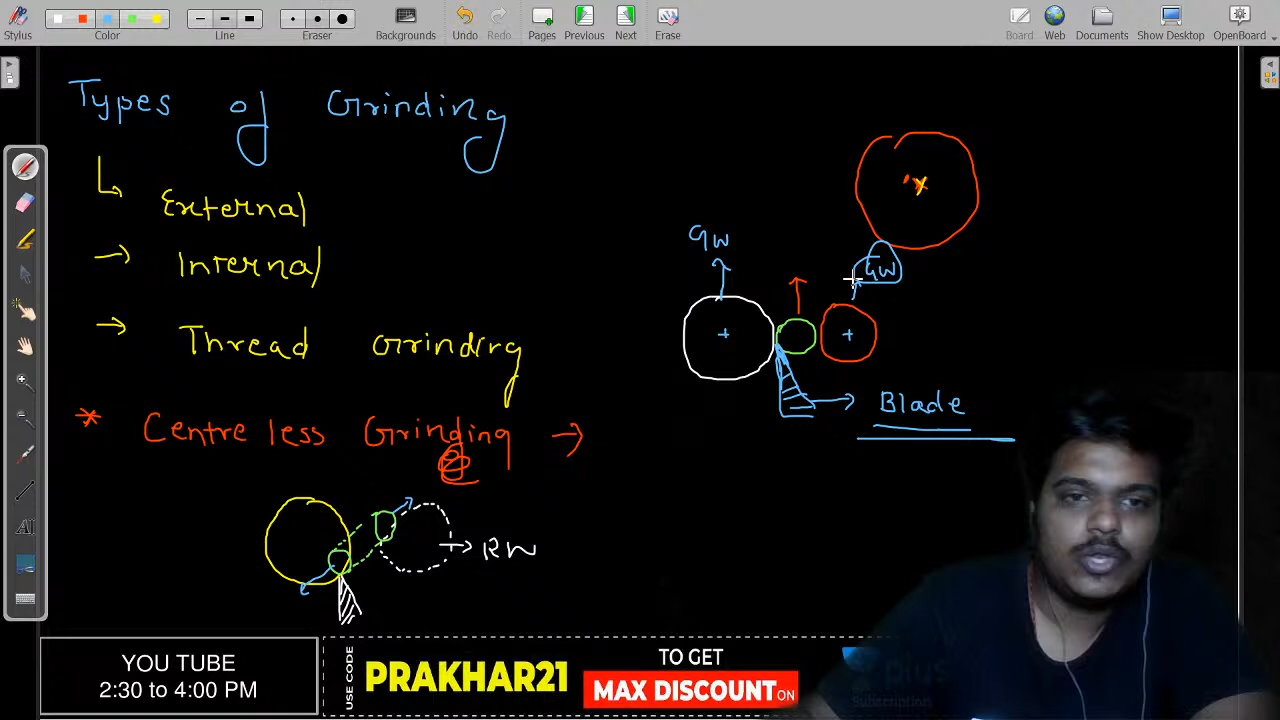 Stylus
Color
Line
Eraser
Backgrounds
Undo
Redo
Pages
Previous
Next
Erase
Board
Web
Documents
Show Desktop
OpenBoard
Types of Grinding
External
Internal
Thread Grinding
* Centre less Grinding
GW
GW
Blade
RW
YOU TUBE
2:30 to 4:00 PM
USE CODE
PRAKHAR21
TO GET
MAX DISCOUNT ON
plus
Subscription